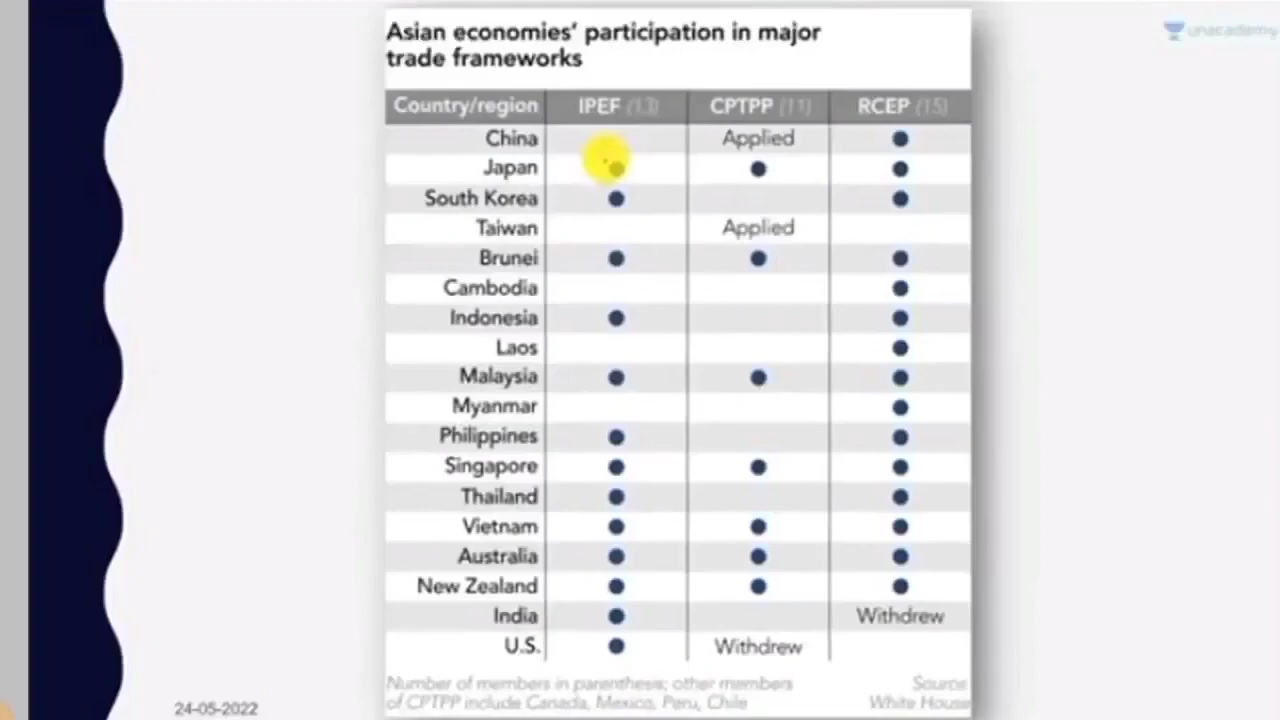 unacademy
Asian economies' participation in major
trade frameworks
Country/region IPEF (13) CPTPP (11) RCEP (15)
China Applied ●
Japan ● ● ●
South Korea ● ●
Taiwan Applied
Brunei ● ● ●
Cambodia ●
Indonesia ● ●
Laos ●
Malaysia ● ● ●
Myanmar ●
Philippines ● ●
Singapore ● ● ●
Thailand ● ●
Vietnam ● ● ●
Australia ● ● ●
New Zealand ● ● ●
India ● Withdrew
U.S. ● Withdrew
Number of members in parenthesis; other members
of CPTPP include Canada, Mexico, Peru, Chile
Source
White House
24-05-2022